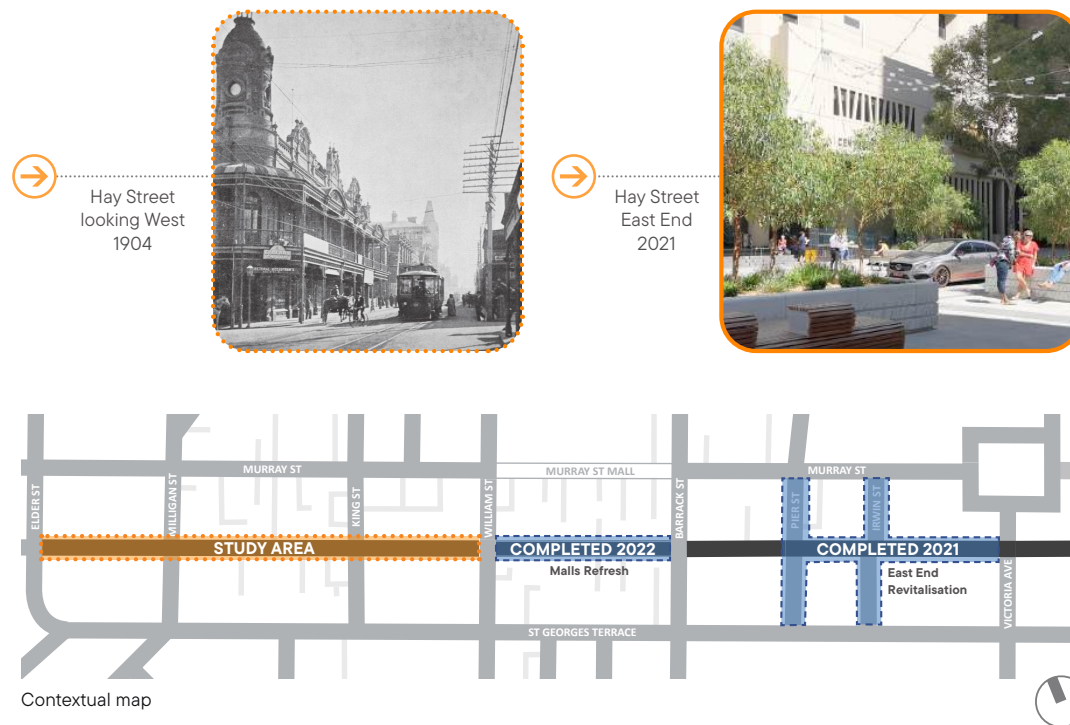 Hay Street
looking West
1904
Hay Street
East End
2021
MURRAY ST
MURRAY ST MALL
MURRAY ST
ELDER ST
MILLIGAN ST
KING ST
WILLIAM ST
BARRACK ST
PIER ST
IRWIN ST
STUDY AREA
COMPLETED 2022
COMPLETED 2021
Malls Refresh
East End
Revitalisation
VICTORIA AVE
ST GEORGES TERRACE
Contextual map